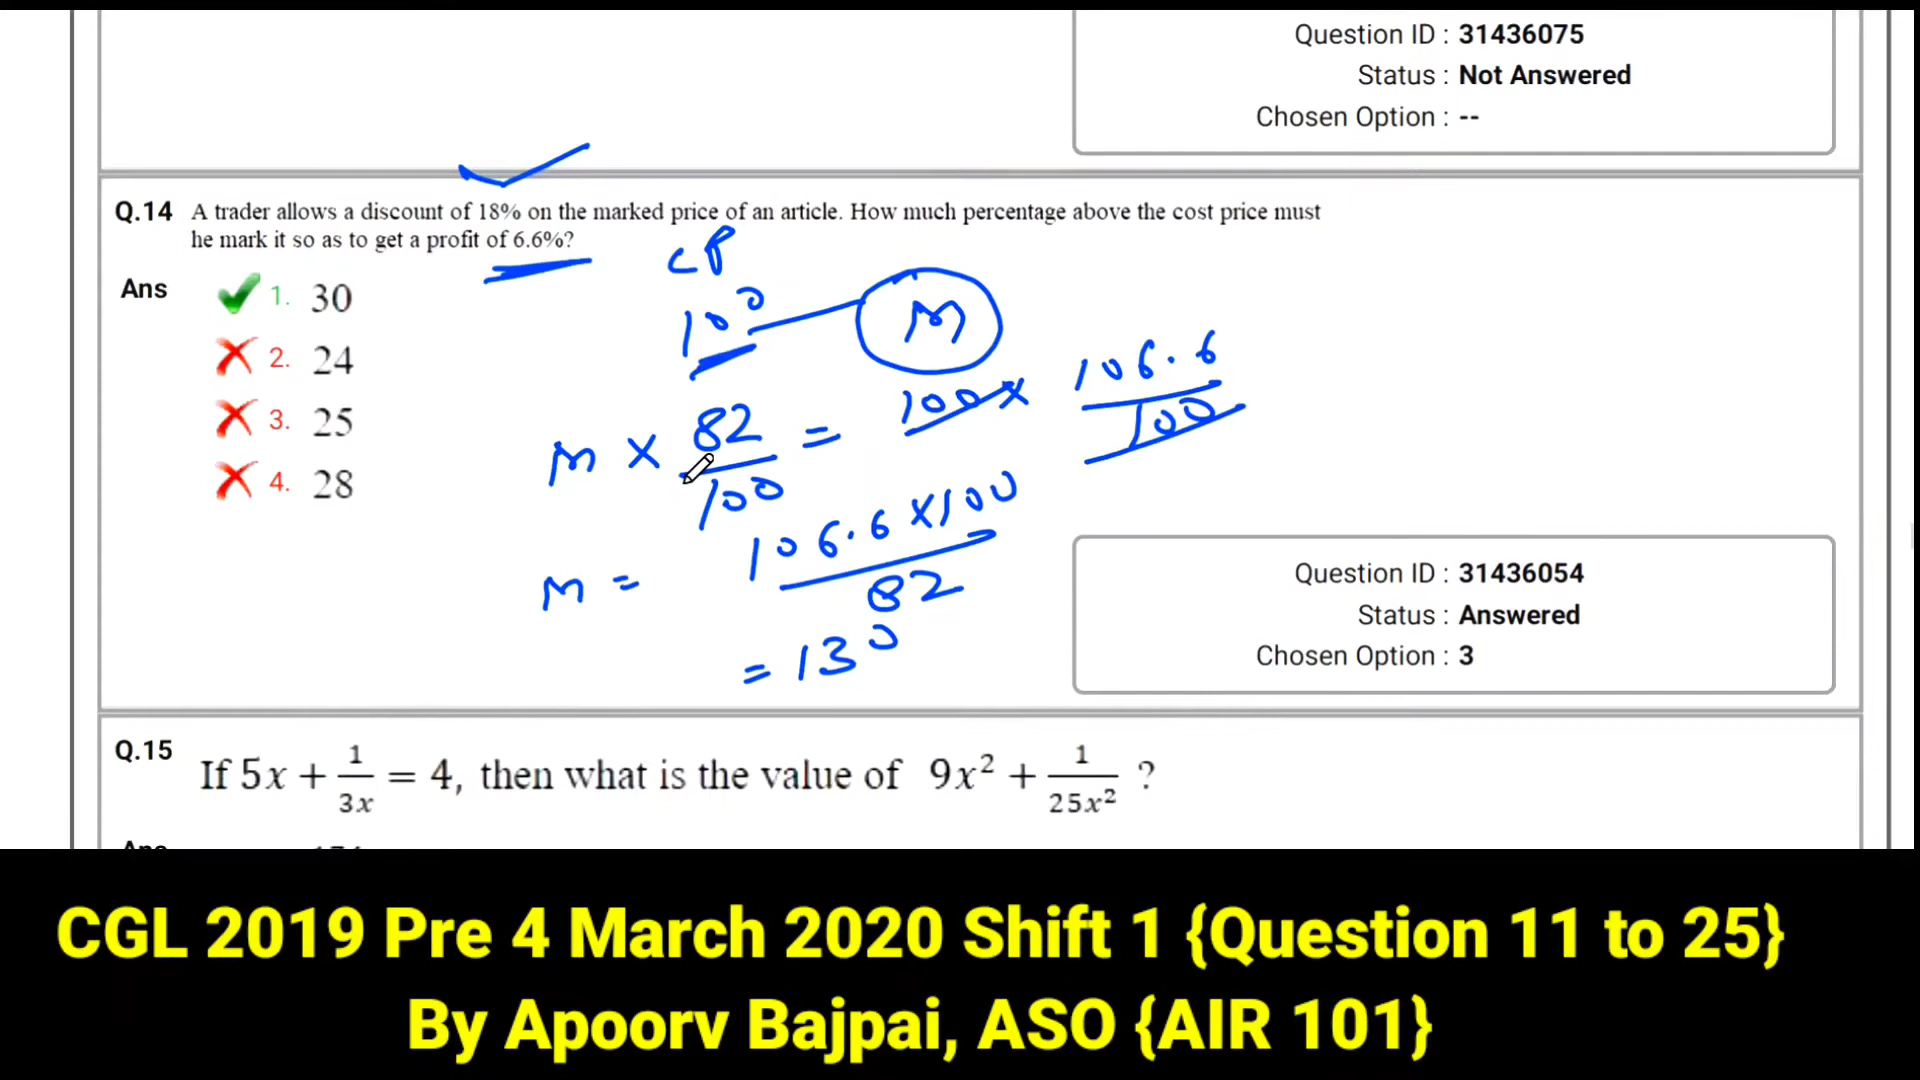 Question ID : 31436075
Status : Not Answered
Chosen Option : --
Q.14 A trader allows a discount of 18% on the marked price of an article. How much percentage above the cost price must
he mark it so as to get a profit of 6.6%?
CP
Ans
1. 30
2. 24
3. 25
4. 28
100 M
M × 82/100 = 100 × 106.6/100
M = 106.6 × 100/82
= 130
Question ID : 31436054
Status : Answered
Chosen Option : 3
Q.15 If 5x + 1/3x = 4, then what is the value of 9x² + 1/25x² ?
CGL 2019 Pre 4 March 2020 Shift 1 {Question 11 to 25}
By Apoorv Bajpai, ASO {AIR 101}